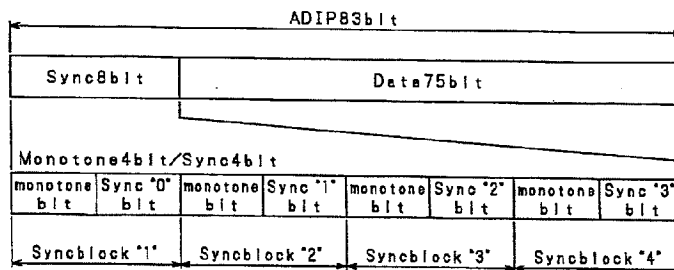 ADIP83bit
Sync8bit Data75bit
Monotone4bit/Sync4bit
monotone bit Sync "0" bit monotone bit Sync "1" bit monotone bit Sync "2" bit monotone bit Sync "3" bit
Syncblock "1" Syncblock "2" Syncblock "3" Syncblock "4"